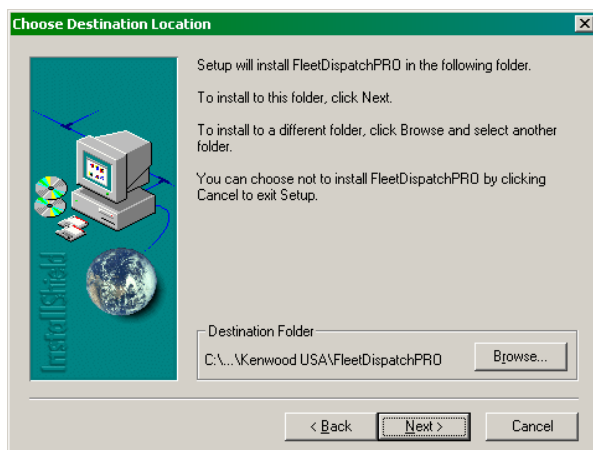 Choose Destination Location
Setup will install FleetDispatchPRO in the following folder.
To install to this folder, click Next.
To install to a different folder, click Browse and select another
folder.
You can choose not to install FleetDispatchPRO by clicking
Cancel to exit Setup.
InstallShield
Destination Folder
C:\...\Kenwood USA\FleetDispatchPRO
Browse...
< Back
Next >
Cancel